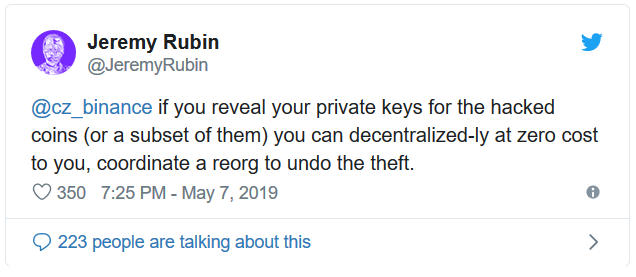 Jeremy Rubin
@JeremyRubin
@cz_binance if you reveal your private keys for the hacked
coins (or a subset of them) you can decentralized-ly at zero cost
to you, coordinate a reorg to undo the theft.
350 7:25 PM - May 7, 2019
223 people are talking about this